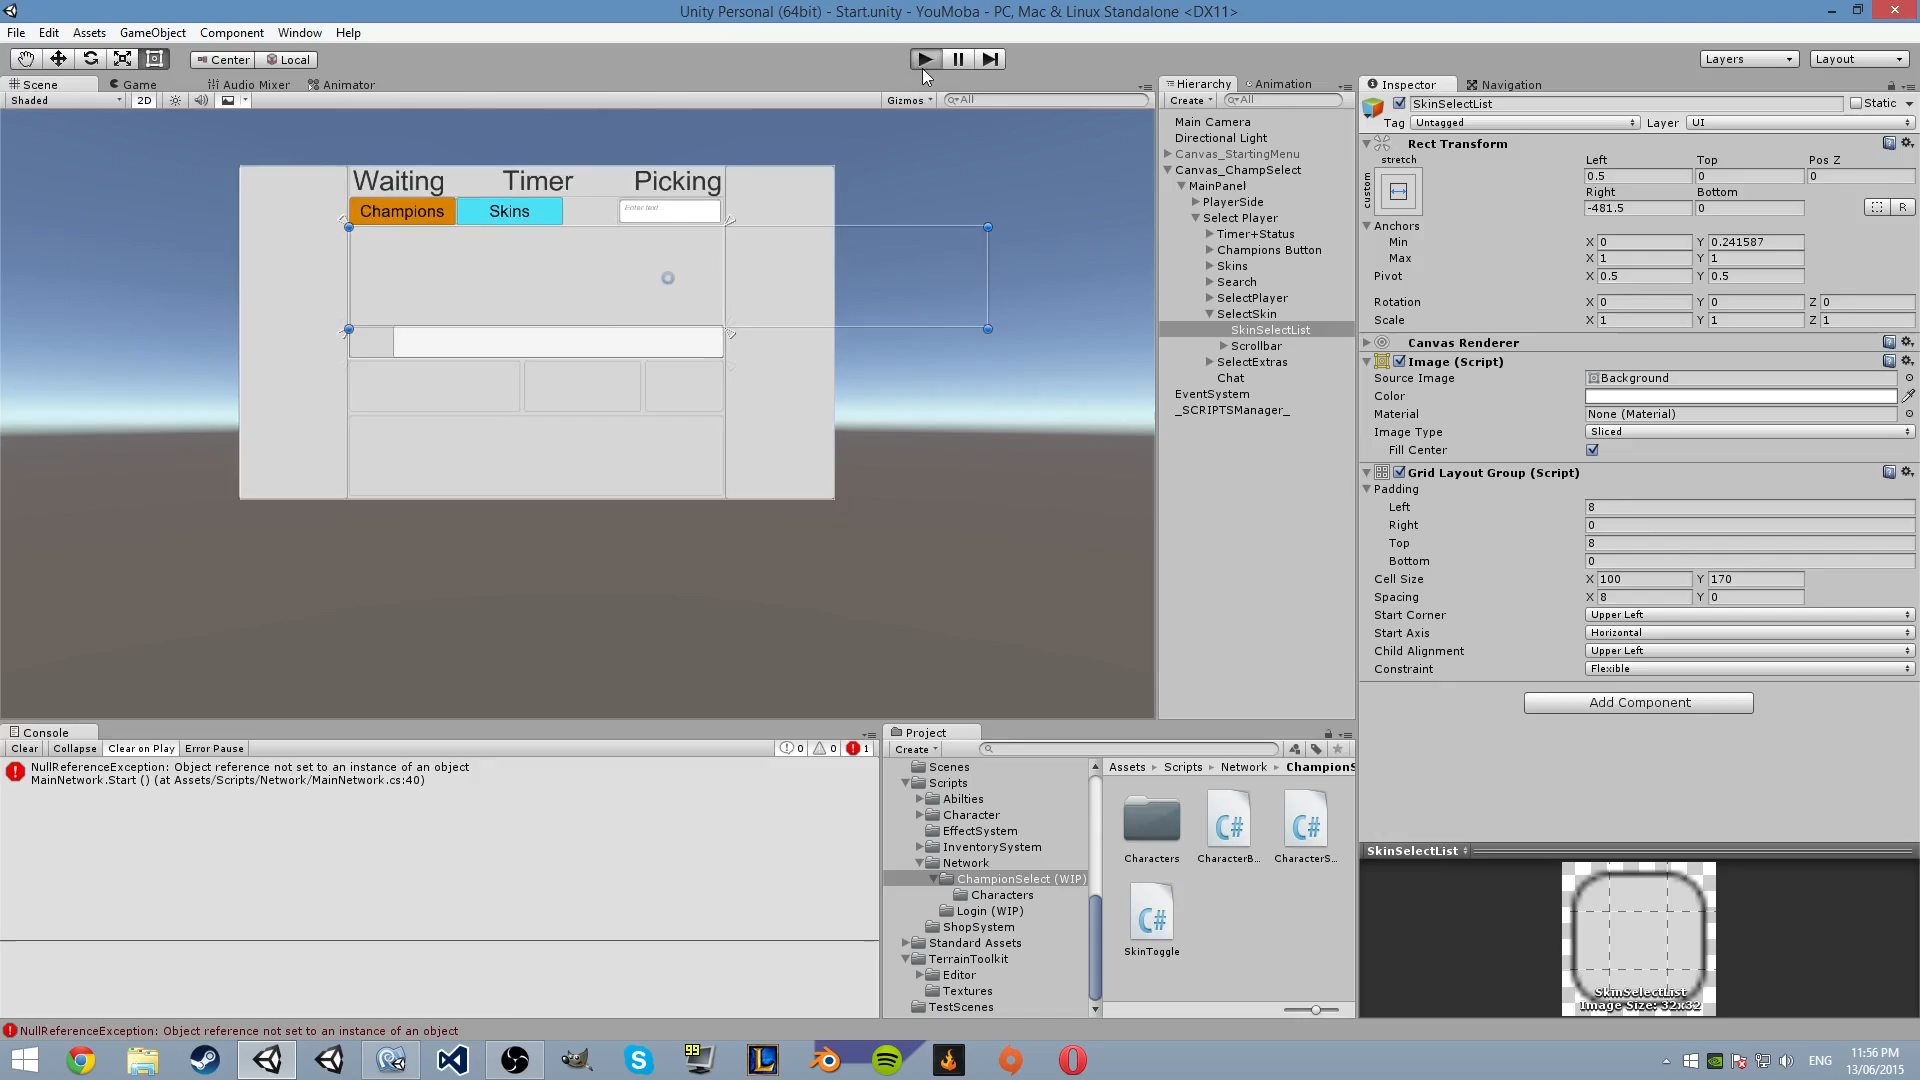 Unity Personal (64bit) - Start.unity - YouMoba - PC, Mac & Linux Standalone <DX11>
File Edit Assets GameObject Component Window Help
Center Local
Layers Layout
Scene Game Audio Mixer Animator
Shaded 2D Gizmos All
Waiting Timer Picking
Champions Skins Enter text...
Hierarchy Animation
Create All
Main Camera
Directional Light
Canvas_StartingMenu
Canvas_ChampSelect
MainPanel
PlayerSide
Select Player
Timer+Status
Champions Button
Skins
Search
SelectPlayer
SelectSkin
SkinSelectList
Scrollbar
SelectExtras
Chat
EventSystem
_SCRIPTSManager_
Inspector Navigation
SkinSelectList Static
Tag Untagged Layer UI
Rect Transform
stretch Left Top Pos Z
custom 0.5 0 0
Right Bottom
-481.5 0 R
Anchors
Min X 0 Y 0.241587
Max X 1 Y 1
Pivot X 0.5 Y 0.5
Rotation X 0 Y 0 Z 0
Scale X 1 Y 1 Z 1
Canvas Renderer
Image (Script)
Source Image Background
Color
Material None (Material)
Image Type Sliced
Fill Center
Grid Layout Group (Script)
Padding
Left 8
Right 0
Top 8
Bottom 0
Cell Size X 100 Y 170
Spacing X 8 Y 0
Start Corner Upper Left
Start Axis Horizontal
Child Alignment Upper Left
Constraint Flexible
Add Component
SkinSelectList
SkinSelectList
Image Size: 32x32
Console
Clear Collapse Clear on Play Error Pause 0 0 1
NullReferenceException: Object reference not set to an instance of an object
MainNetwork.Start () (at Assets/Scripts/Network/MainNetwork.cs:40)
Project
Create
Scenes
Scripts
Abilties
Character
EffectSystem
InventorySystem
Network
ChampionSelect (WIP)
Characters
Login (WIP)
ShopSystem
Standard Assets
TerrainToolkit
Editor
Textures
TestScenes
Assets Scripts Network ChampionS
C# C#
Characters CharacterB... CharacterS...
C#
SkinToggle
NullReferenceException: Object reference not set to an instance of an object
99 L ENG 11:56 PM
13/06/2015